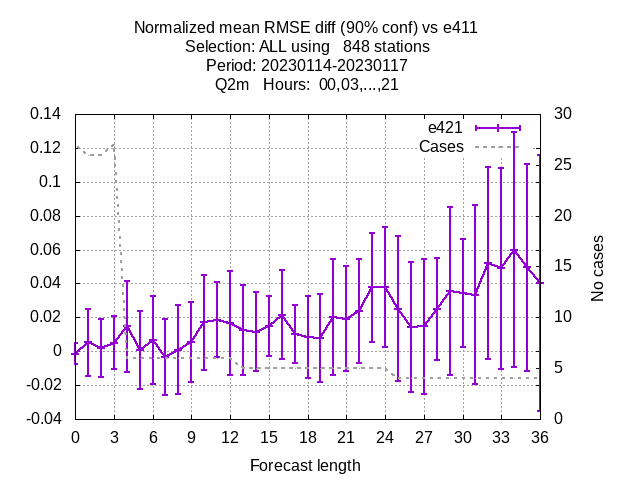 Normalized mean RMSE diff (90% conf) vs e411
Selection: ALL using   848 stations
Period: 20230114-20230117
Q2m   Hours:  00,03,...,21
0.14
0.12
0.1
0.08
0.06
0.04
0.02
0
-0.02
-0.04
e421
Cases
30
25
20
15
10
5
0
No cases
0 3 6 9 12 15 18 21 24 27 30 33 36
Forecast length